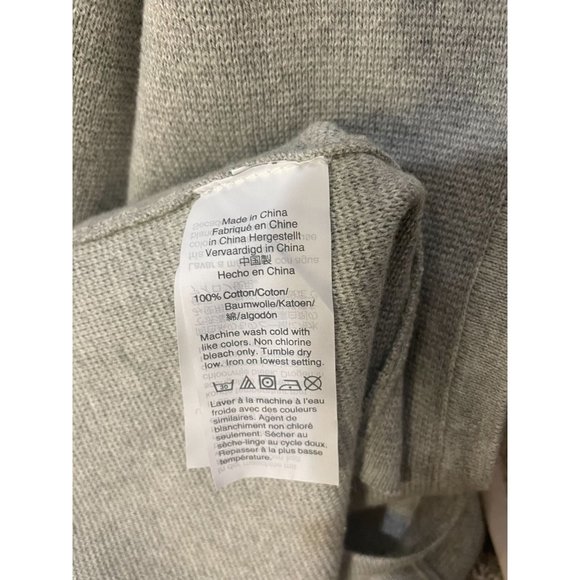 Made in China
Fabriqué en Chine
in China Hergestellt
Vervaardigd in China
中国製
Hecho en China
100% Cotton/Coton/
Baumwolle/Katoen/
綿/algodón
Machine wash cold with
like colors. Non chlorine
bleach only. Tumble dry
low. Iron on lowest setting.
30
Laver à la machine à l'eau
froide avec des couleurs
similaires. Agent de
blanchiment non chloré
seulement. Sécher au
sèche-linge au cycle doux.
Repasser à la plus basse
température.